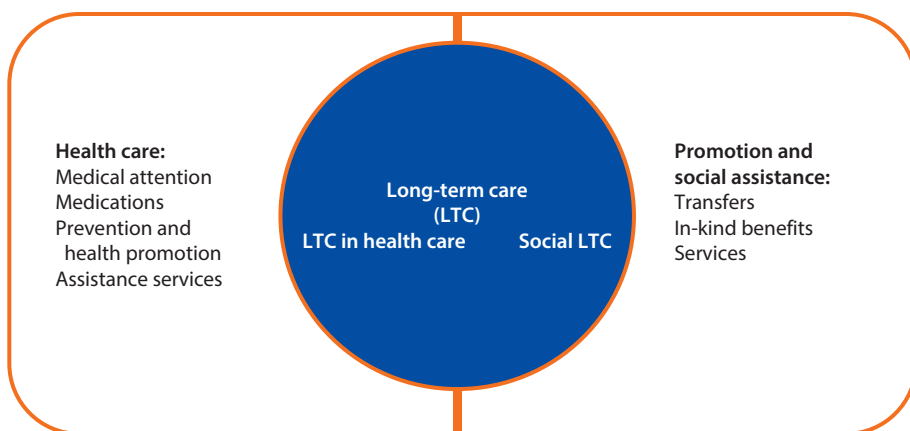 Health care:
Medical attention
Medications
Prevention and
health promotion
Assistance services
Long-term care
(LTC)
LTC in health care
Social LTC
Promotion and
social assistance:
Transfers
In-kind benefits
Services